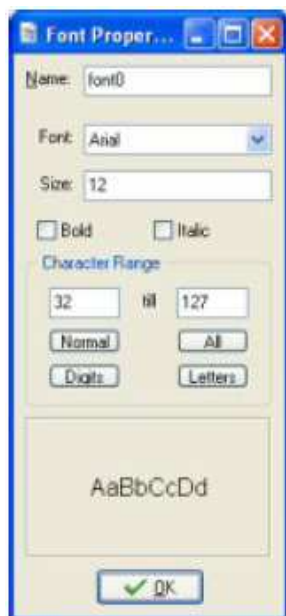 Font Proper...
Name: font0
Font: Arial
Size: 12
Bold Italic
Character Range
32 till 127
Normal All
Digits Letters
AaBbCcDd
OK